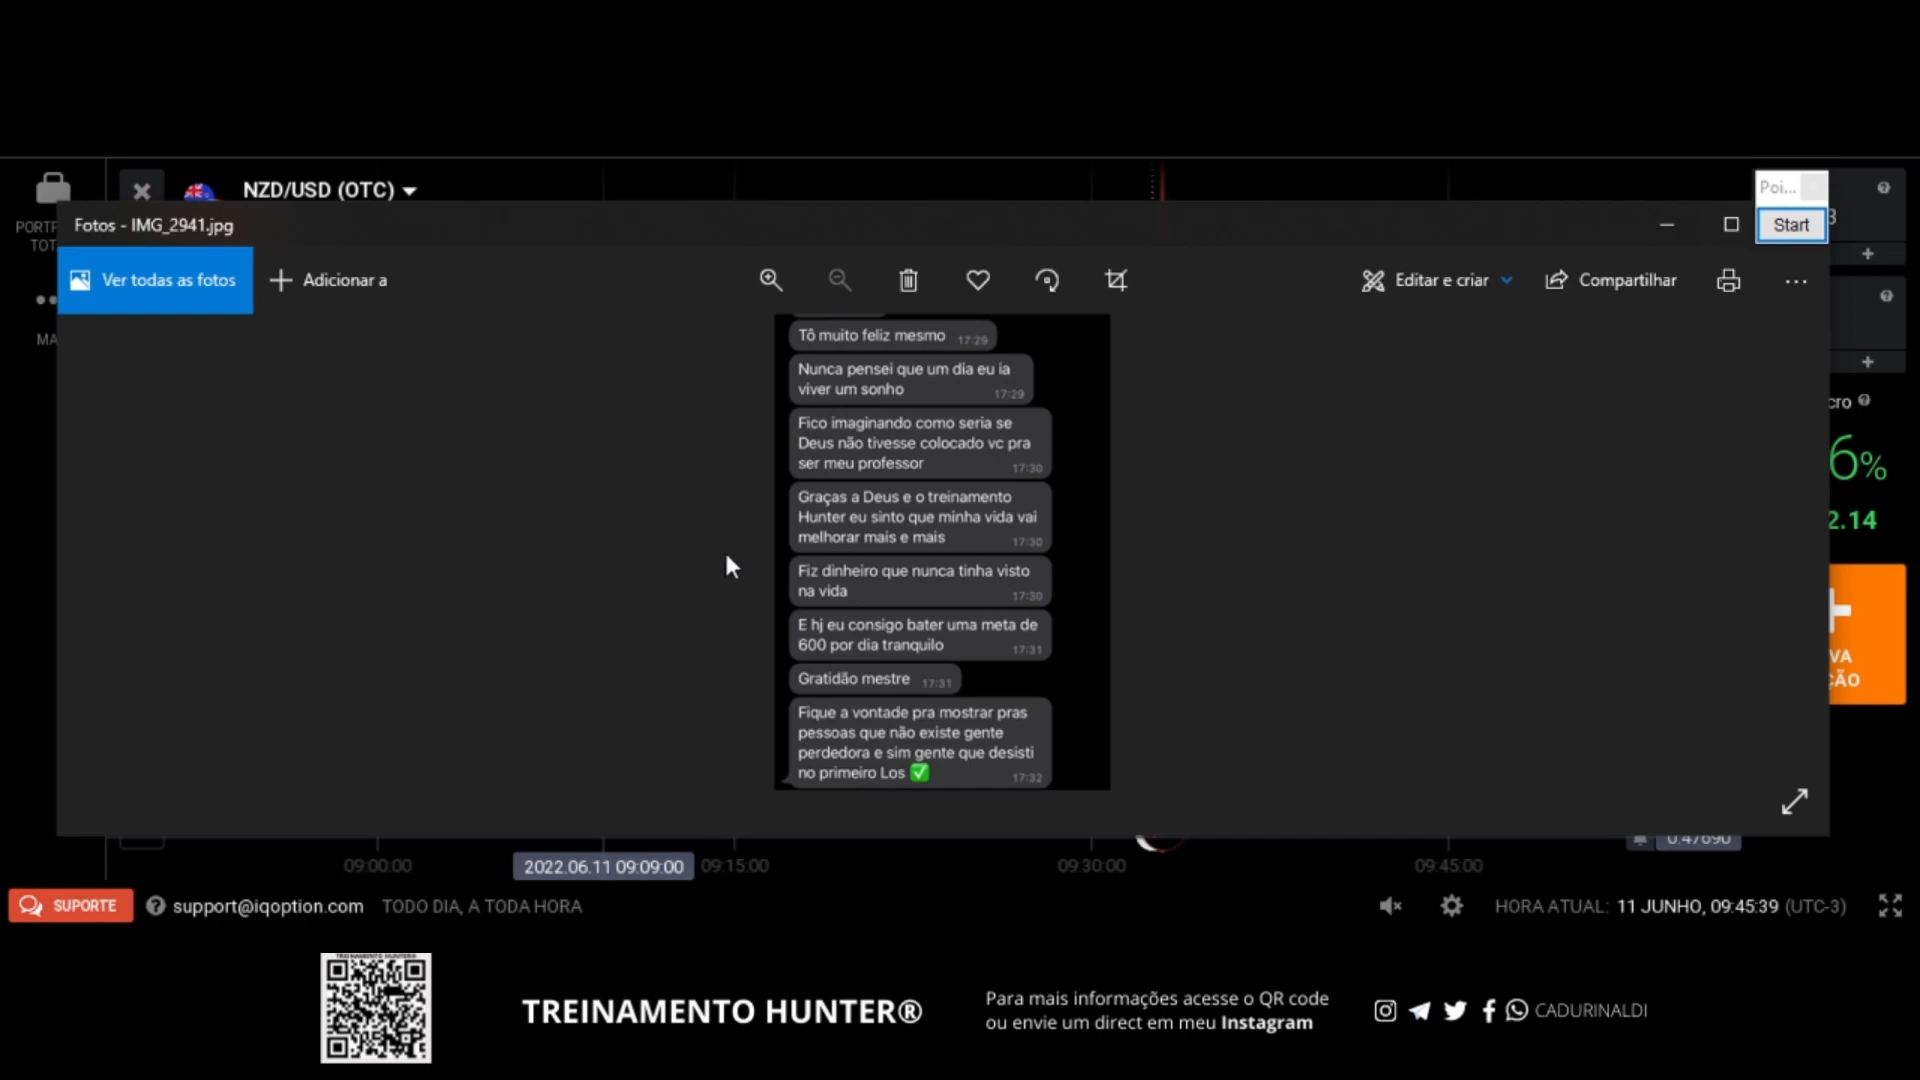 NZD/USD (OTC)
Poi...
PORTF
TOT
Fotos - IMG_2941.jpg
Start
Ver todas as fotos
Adicionar a
Editar e criar
Compartilhar
MA
Tô muito feliz mesmo 17:29
Nunca pensei que um dia eu ia
viver um sonho 17:29
Fico imaginando como seria se
Deus não tivesse colocado vc pra
ser meu professor 17:30
Graças a Deus e o treinamento
Hunter eu sinto que minha vida vai
melhorar mais e mais 17:30
Fiz dinheiro que nunca tinha visto
na vida 17:30
E hj eu consigo bater uma meta de
600 por dia tranquilo 17:31
Gratidão mestre 17:31
Fique a vontade pra mostrar pras
pessoas que não existe gente
perdedora e sim gente que desisti
no primeiro Los ✅ 17:32
cro
6%
2.14
VA
ÇÃO
0.47690
09:00:00
2022.06.11 09:09:00
09:15:00
09:30:00
09:45:00
SUPORTE
support@iqoption.com
TODO DIA, A TODA HORA
HORA ATUAL: 11 JUNHO, 09:45:39 (UTC-3)
TREINAMENTO HUNTER®
TREINAMENTO HUNTER®
Para mais informações acesse o QR code
ou envie um direct em meu Instagram
CADURINALDI